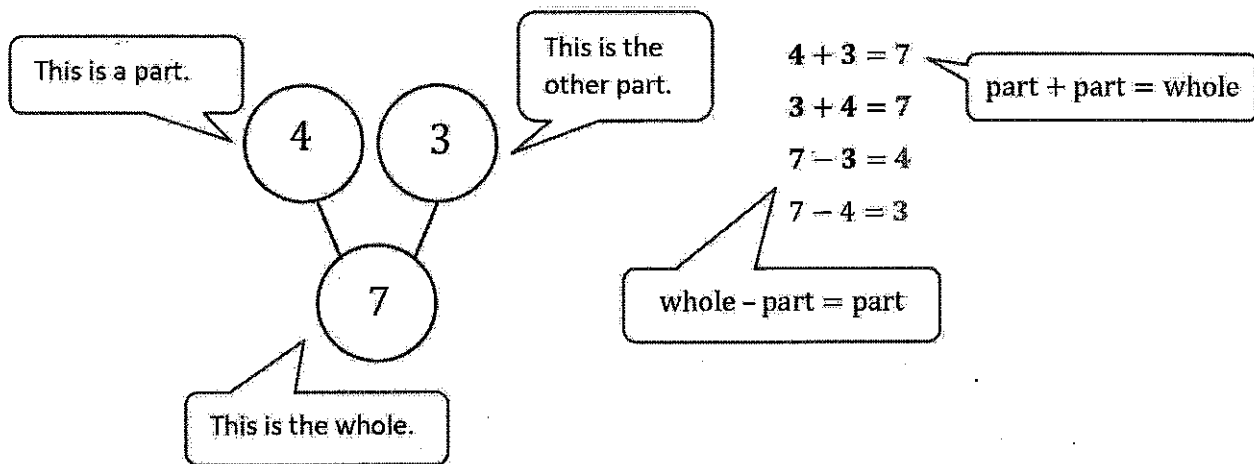 This is a part.
This is the
other part.
4
3
7
This is the whole.
4 + 3 = 7
part + part = whole
3 + 4 = 7
7 − 3 = 4
7 − 4 = 3
whole – part = part